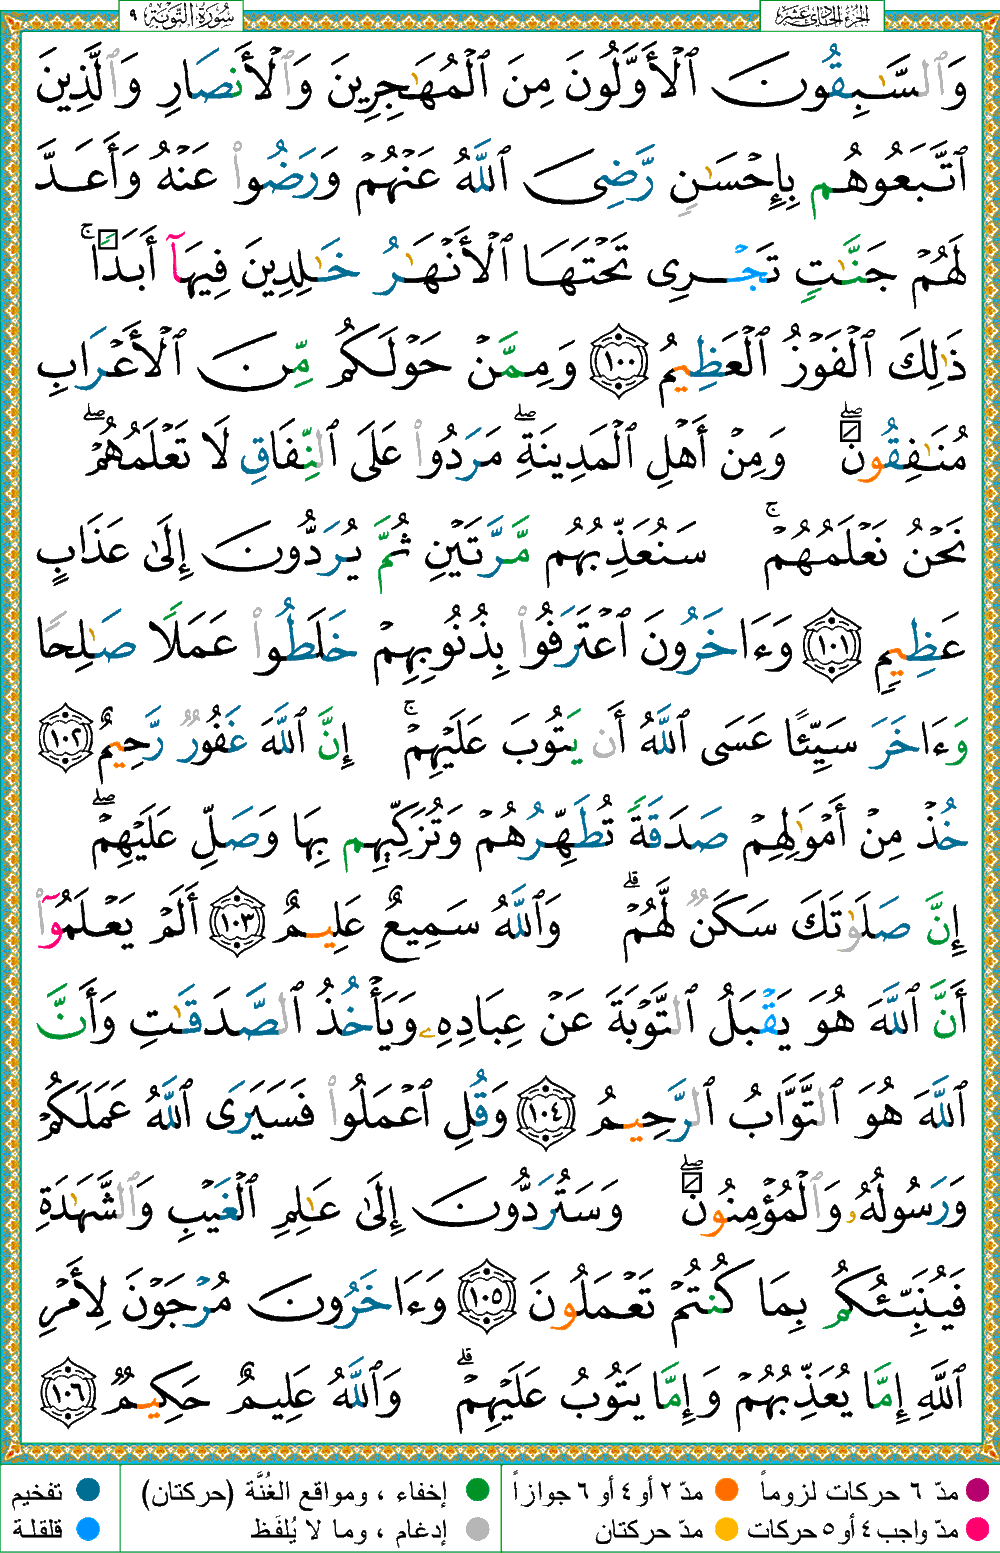 الجزء الحادي عشر
سورة التوبة ٩
وَٱلسَّـٰبِقُونَ ٱلْأَوَّلُونَ مِنَ ٱلْمُهَـٰجِرِينَ وَٱلْأَنصَارِ وَٱلَّذِينَ
ٱتَّبَعُوهُم بِإِحْسَـٰنٍ رَّضِىَ ٱللَّهُ عَنْهُمْ وَرَضُوا۟ عَنْهُ وَأَعَدَّ
لَهُمْ جَنَّـٰتٍ تَجْرِى تَحْتَهَا ٱلْأَنْهَـٰرُ خَـٰلِدِينَ فِيهَآ أَبَدًا ۚ
ذَٰلِكَ ٱلْفَوْزُ ٱلْعَظِيمُ ﴿١٠٠﴾ وَمِمَّنْ حَوْلَكُم مِّنَ ٱلْأَعْرَابِ
مُنَـٰفِقُونَ ۖ وَمِنْ أَهْلِ ٱلْمَدِينَةِ ۖ مَرَدُوا۟ عَلَى ٱلنِّفَاقِ لَا تَعْلَمُهُمْ ۖ
نَحْنُ نَعْلَمُهُمْ ۚ سَنُعَذِّبُهُم مَّرَّتَيْنِ ثُمَّ يُرَدُّونَ إِلَىٰ عَذَابٍ
عَظِيمٍ ﴿١٠١﴾ وَءَاخَرُونَ ٱعْتَرَفُوا۟ بِذُنُوبِهِمْ خَلَطُوا۟ عَمَلًا صَـٰلِحًا
وَءَاخَرَ سَيِّئًا عَسَى ٱللَّهُ أَن يَتُوبَ عَلَيْهِمْ ۚ إِنَّ ٱللَّهَ غَفُورٌ رَّحِيمٌ ﴿١٠٢﴾
خُذْ مِنْ أَمْوَٰلِهِمْ صَدَقَةً تُطَهِّرُهُمْ وَتُزَكِّيهِم بِهَا وَصَلِّ عَلَيْهِمْ ۖ
إِنَّ صَلَوٰتَكَ سَكَنٌ لَّهُمْ ۗ وَٱللَّهُ سَمِيعٌ عَلِيمٌ ﴿١٠٣﴾ أَلَمْ يَعْلَمُوٓا۟
أَنَّ ٱللَّهَ هُوَ يَقْبَلُ ٱلتَّوْبَةَ عَنْ عِبَادِهِۦ وَيَأْخُذُ ٱلصَّدَقَـٰتِ وَأَنَّ
ٱللَّهَ هُوَ ٱلتَّوَّابُ ٱلرَّحِيمُ ﴿١٠٤﴾ وَقُلِ ٱعْمَلُوا۟ فَسَيَرَى ٱللَّهُ عَمَلَكُمْ
وَرَسُولُهُۥ وَٱلْمُؤْمِنُونَ ۖ وَسَتُرَدُّونَ إِلَىٰ عَـٰلِمِ ٱلْغَيْبِ وَٱلشَّهَـٰدَةِ
فَيُنَبِّئُكُم بِمَا كُنتُمْ تَعْمَلُونَ ﴿١٠٥﴾ وَءَاخَرُونَ مُرْجَوْنَ لِأَمْرِ
ٱللَّهِ إِمَّا يُعَذِّبُهُمْ وَإِمَّا يَتُوبُ عَلَيْهِمْ ۗ وَٱللَّهُ عَلِيمٌ حَكِيمٌ ﴿١٠٦﴾
مدّ ٦ حركات لزوماً
مدّ ٢ أو ٤ أو ٦ جوازاً
إخفاء ، ومواقع الغُنَّة (حركتان)
تفخيم
مدّ واجب ٤ أو ٥ حركات
مدّ حركتان
إدغام ، وما لا يُلفَظ
قلقلة